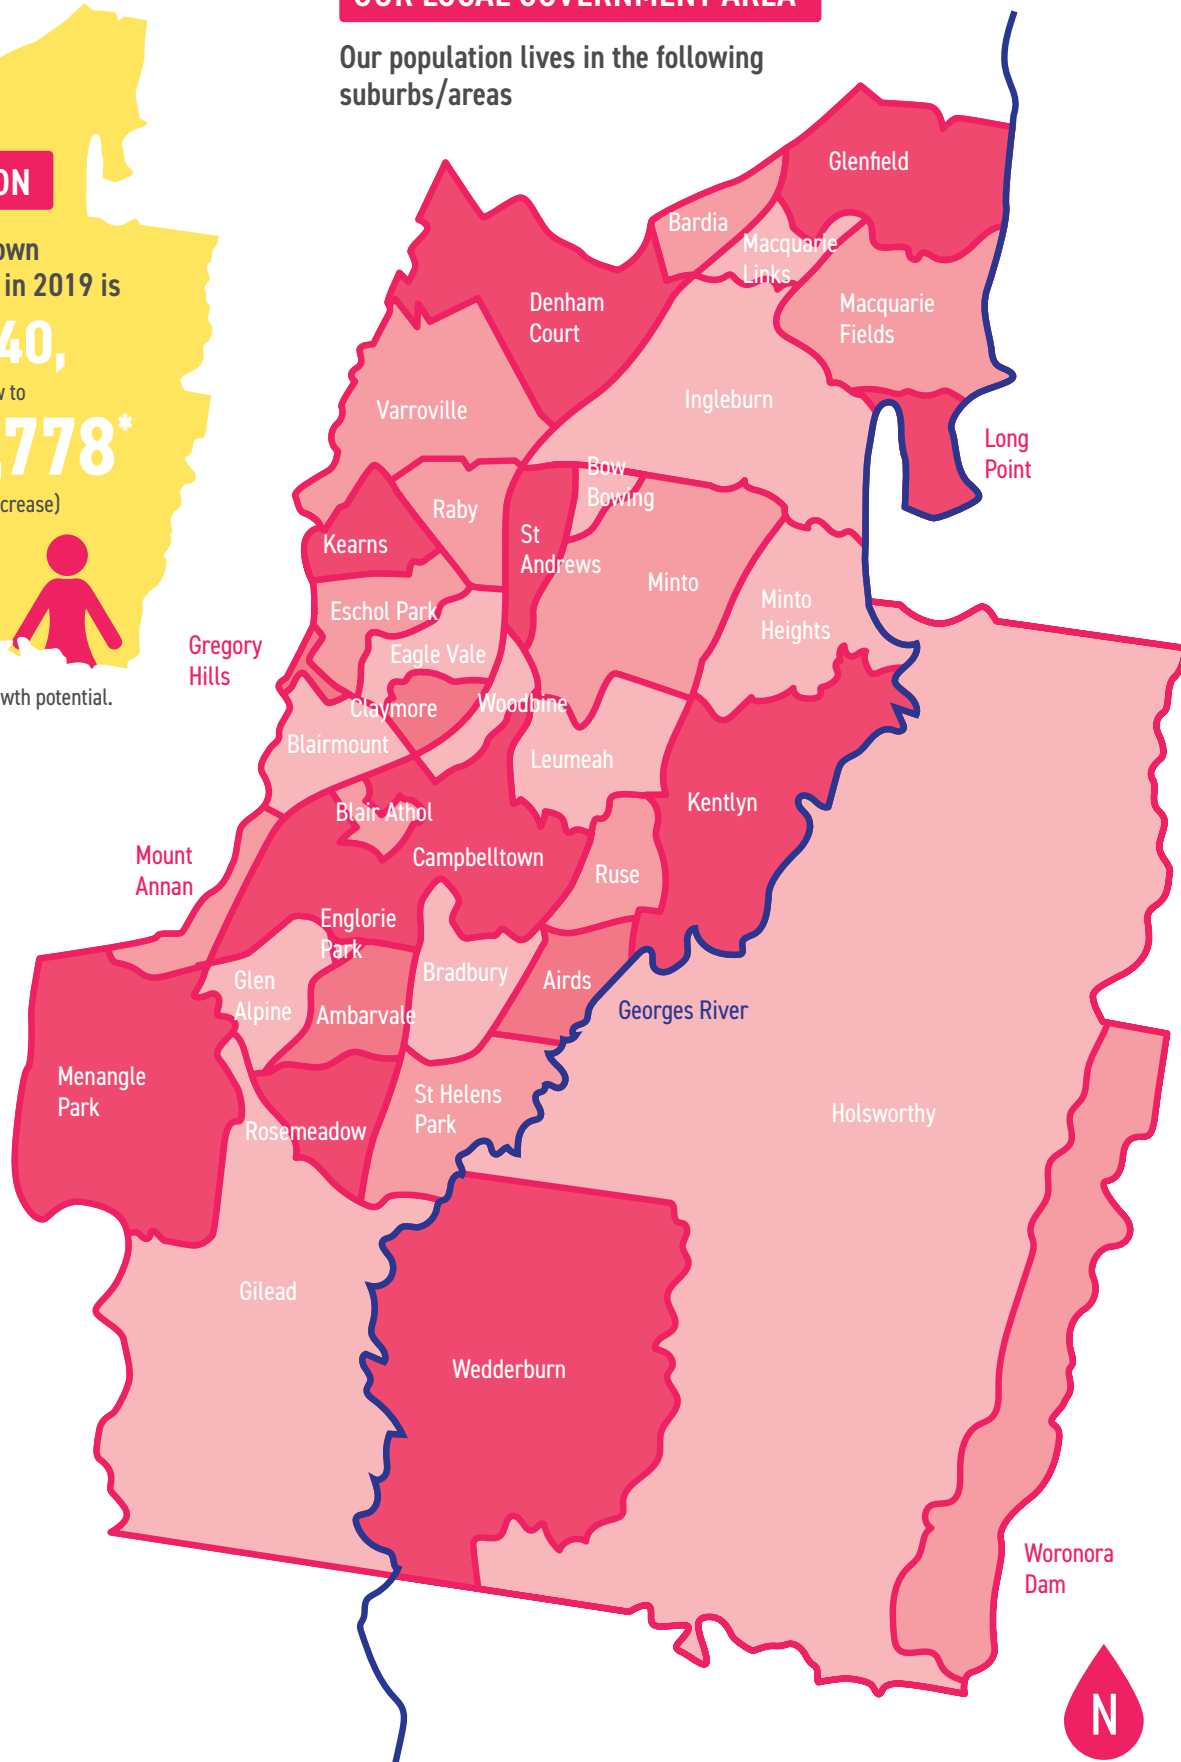 OUR LOCAL GOVERNMENT AREA
Our population lives in the following
suburbs/areas
ON
own
in 2019 is
40,
to
,778*
crease)
wth potential.
Glenfield
Bardia
Macquarie
Links
Denham
Court
Macquarie
Fields
Varroville
Ingleburn
Long
Point
Bow
Bowing
Raby
St
Andrews
Kearns
Minto
Minto
Heights
Eschol Park
Gregory
Hills
Eagle Vale
Claymore
Woodbine
Blairmount
Leumeah
Blair Athol
Kentlyn
Mount
Annan
Campbelltown
Ruse
Englorie
Park
Glen
Alpine
Bradbury
Airds
Ambarvale
Georges River
Menangle
Park
St Helens
Park
Rosemeadow
Holsworthy
Gilead
Wedderburn
Woronora
Dam
N